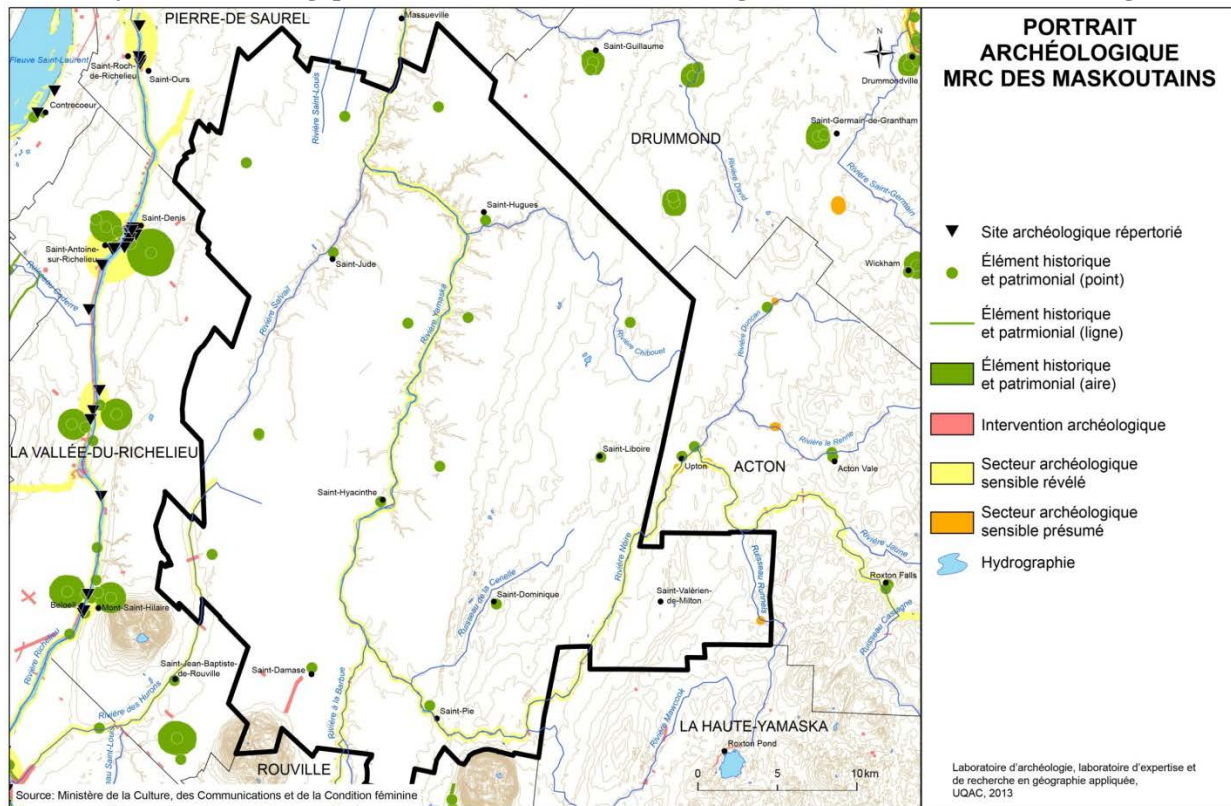 PIERRE-DE SAUREL
Massueville
Fleuve Saint-Laurent
Saint-Roch-
de-Richelieu
Saint-Ours
Contrecoeur
Rivière Saint-Louis
Saint-Guillaume
Drummondville
N
DRUMMOND
Saint-Germain-de-Grantham
Rivière David
Rivière Saint-Germain
Saint-Denis
Saint-Antoine-
sur-Richelieu
Saint-Hugues
Saint-Jude
Wickham
Rivière Salvail
Rivière Yamaska
Rivière Chibouet
Rivière Duncan
LA VALLÉE-DU-RICHELIEU
Saint-Liboire
Upton
ACTON
Rivière le Renne
Acton Vale
Saint-Hyacinthe
Rivière Noire
Rivière Jaune
Ruisseau Runnels
Roxton Falls
Beloeil
Mont-Saint-Hilaire
Saint-Dominique
Saint-Valérien-
de-Milton
Ruisseau Castagne
Rivière Richelieu
Saint-Jean-Baptiste-
de-Rouville
Saint-Damase
Rivière à la Barbue
Rivière des Hurons
Saint-Pie
Rivière Mawcook
LA HAUTE-YAMASKA
Roxton Pond
ROUVILLE
0 5 10 km
Source: Ministère de la Culture, des Communications et de la Condition féminine
PORTRAIT
ARCHÉOLOGIQUE
MRC DES MASKOUTAINS
Site archéologique répertorié
Élément historique
et patrimonial (point)
Élément historique
et patrmionial (ligne)
Élément historique
et patrimonial (aire)
Intervention archéologique
Secteur archéologique
sensible révélé
Secteur archéologique
sensible présumé
Hydrographie
Laboratoire d'archéologie, laboratoire d'expertise et
de recherche en géographie appliquée,
UQAC, 2013